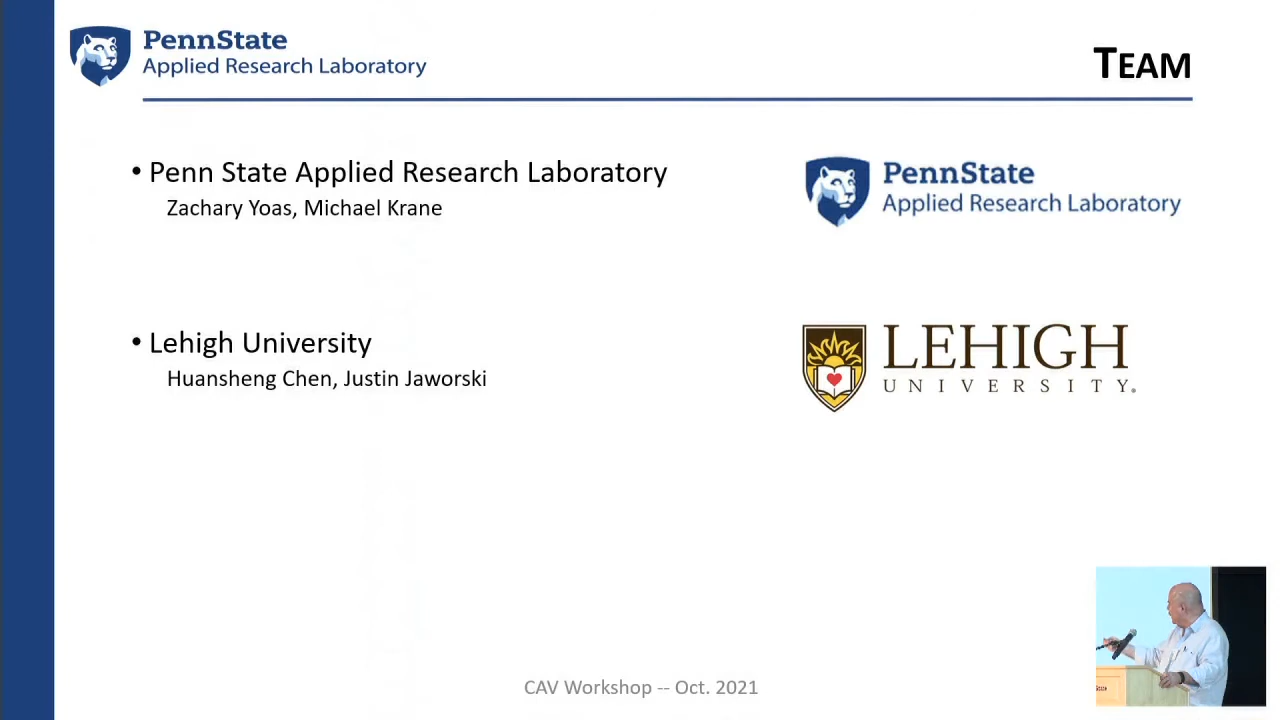 PennState
Applied Research Laboratory
TEAM
• Penn State Applied Research Laboratory
Zachary Yoas, Michael Krane
PennState
Applied Research Laboratory
• Lehigh University
Huansheng Chen, Justin Jaworski
LEHIGH
UNIVERSITY®
CAV Workshop -- Oct. 2021